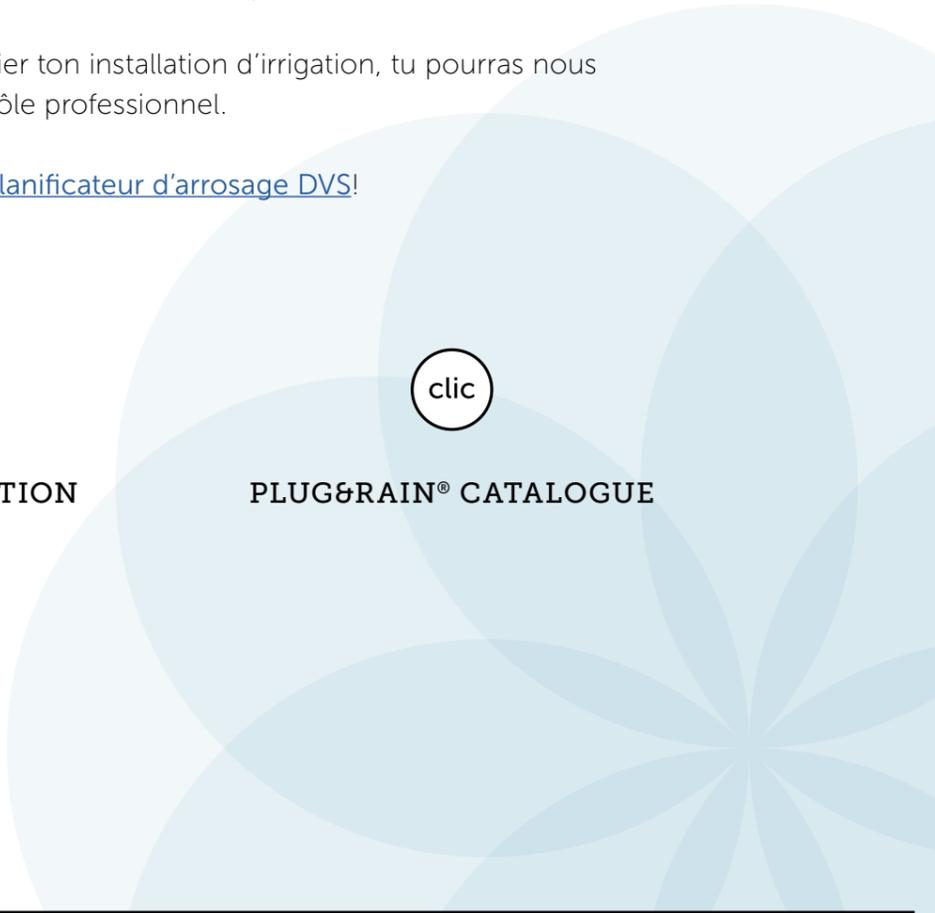 ier ton installation d’irrigation, tu pourras nous
ôle professionnel.
lanificateur d’arrosage DVS!
clic
TION
PLUG&RAIN® CATALOGUE